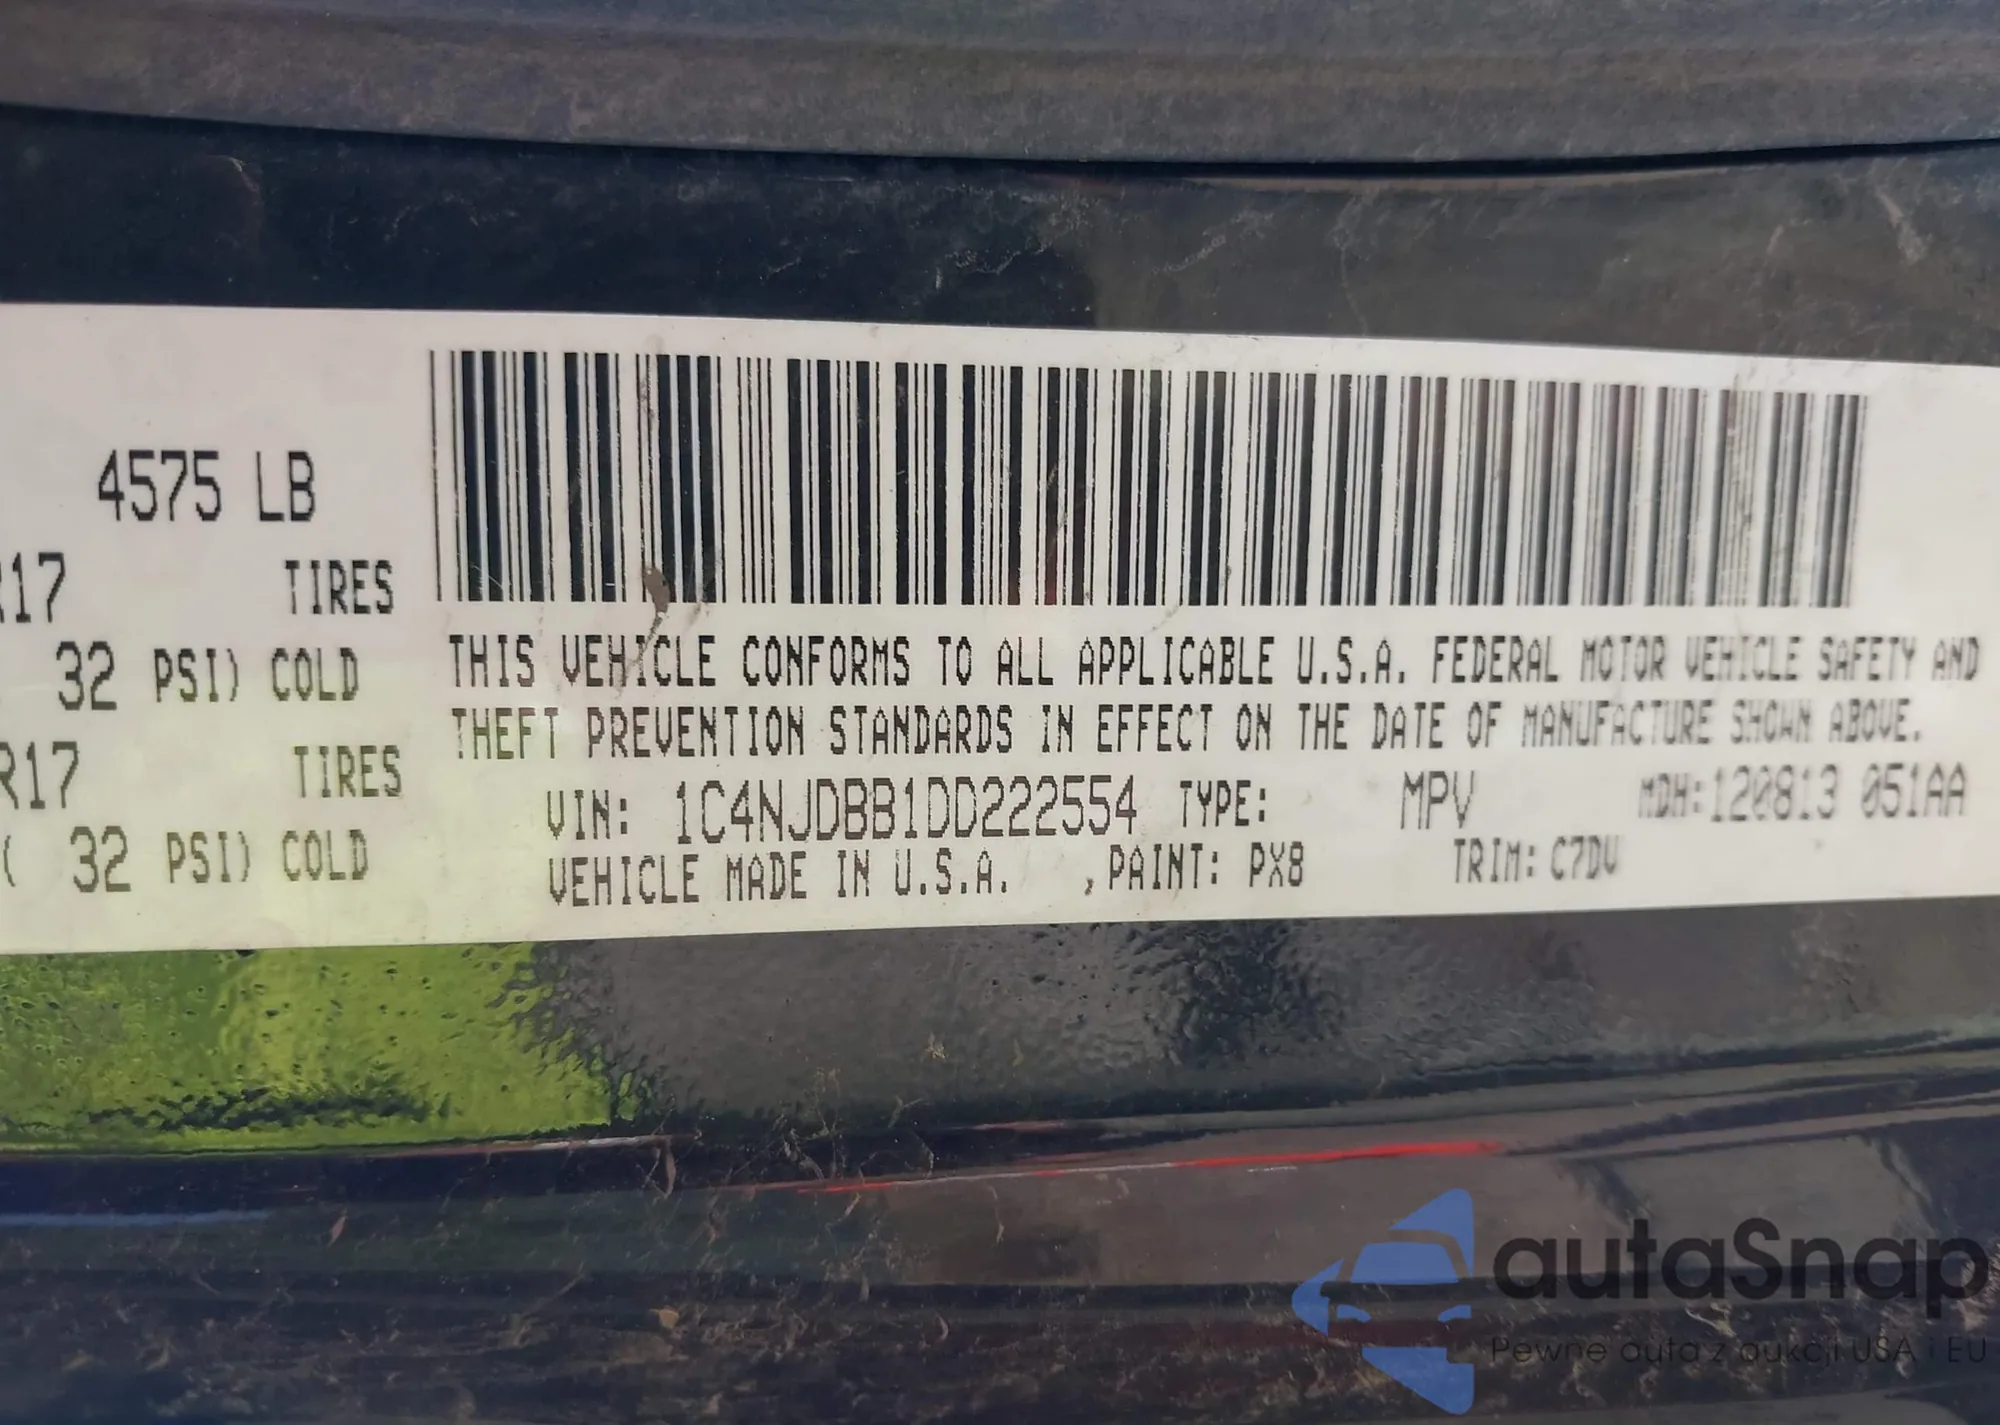 4575 LB
R17 TIRES
32 PSI) COLD
R17 TIRES
( 32 PSI) COLD
THIS VEHICLE CONFORMS TO ALL APPLICABLE U.S.A. FEDERAL MOTOR VEHICLE SAFETY AND
THEFT PREVENTION STANDARDS IN EFFECT ON THE DATE OF MANUFACTURE SHOWN ABOVE.
VIN: 1C4NJDBB1DD222554 TYPE: MPV MDH:120813 051AA
VEHICLE MADE IN U.S.A. ,PAINT: PX8 TRIM: C7DV
autaSnap
Pewne auta z aukcji USA i EU